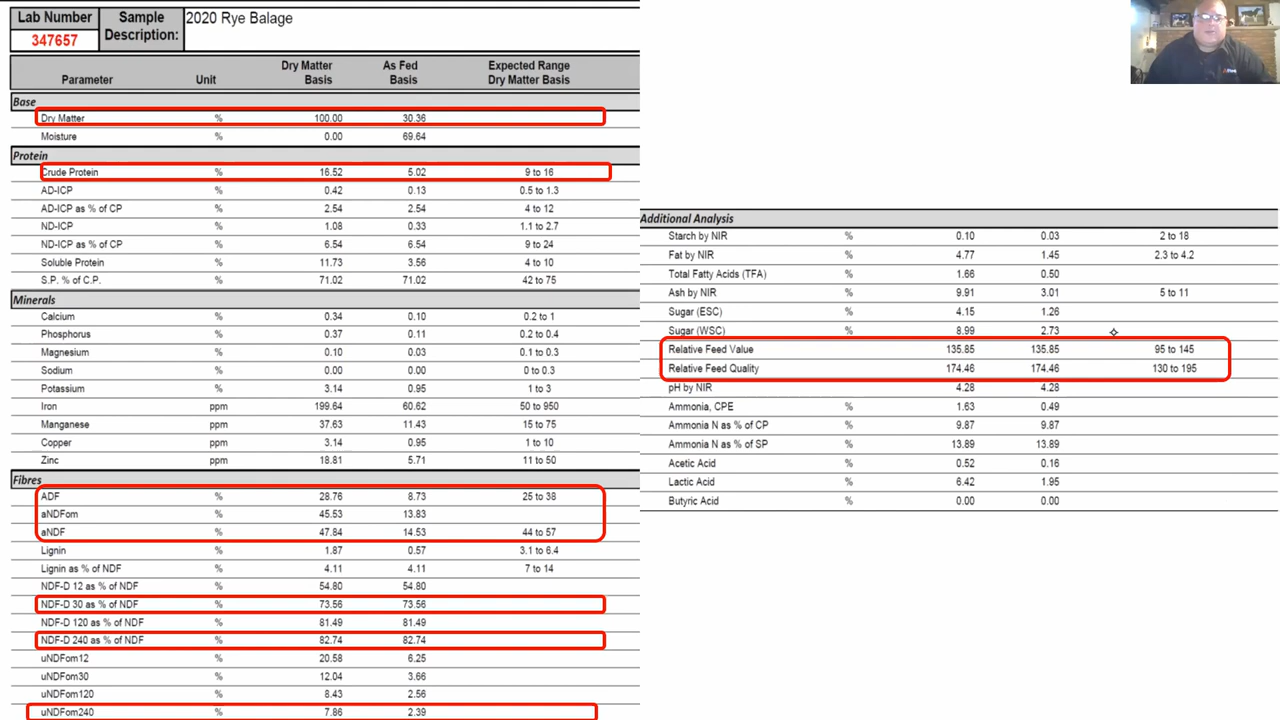 Lab Number Sample Description: 2020 Rye Balage
347657
Parameter Unit Dry Matter Basis As Fed Basis Expected Range Dry Matter Basis
Base
Dry Matter % 100.00 30.36
Moisture % 0.00 69.64
Protein
Crude Protein % 16.52 5.02 9 to 16
AD-ICP % 0.42 0.13 0.5 to 1.3
AD-ICP as % of CP % 2.54 2.54 4 to 12
ND-ICP % 1.08 0.33 1.1 to 2.7
ND-ICP as % of CP % 6.54 6.54 9 to 24
Soluble Protein % 11.73 3.56 4 to 10
S.P. % of C.P. % 71.02 71.02 42 to 75
Minerals
Calcium % 0.34 0.10 0.2 to 1
Phosphorus % 0.37 0.11 0.2 to 0.4
Magnesium % 0.10 0.03 0.1 to 0.3
Sodium % 0.00 0.00 0 to 0.3
Potassium % 3.14 0.95 1 to 3
Iron ppm 199.64 60.62 50 to 950
Manganese ppm 37.63 11.43 15 to 75
Copper ppm 3.14 0.95 1 to 10
Zinc ppm 18.81 5.71 11 to 50
Fibres
ADF % 28.76 8.73 25 to 38
aNDFom % 45.53 13.83
aNDF % 47.84 14.53 44 to 57
Lignin % 1.87 0.57 3.1 to 6.4
Lignin as % of NDF % 4.11 4.11 7 to 14
NDF-D 12 as % of NDF % 54.80 54.80
NDF-D 30 as % of NDF % 73.56 73.56
NDF-D 120 as % of NDF % 81.49 81.49
NDF-D 240 as % of NDF % 82.74 82.74
uNDFom12 % 20.58 6.25
uNDFom30 % 12.04 3.66
uNDFom120 % 8.43 2.56
uNDFom240 % 7.86 2.39
Additional Analysis
Starch by NIR % 0.10 0.03 2 to 18
Fat by NIR % 4.77 1.45 2.3 to 4.2
Total Fatty Acids (TFA) % 1.66 0.50
Ash by NIR % 9.91 3.01 5 to 11
Sugar (ESC) % 4.15 1.26
Sugar (WSC) % 8.99 2.73
Relative Feed Value 135.85 135.85 95 to 145
Relative Feed Quality 174.46 174.46 130 to 195
pH by NIR 4.28 4.28
Ammonia, CPE % 1.63 0.49
Ammonia N as % of CP % 9.87 9.87
Ammonia N as % of SP % 13.89 13.89
Acetic Acid % 0.52 0.16
Lactic Acid % 6.42 1.95
Butyric Acid % 0.00 0.00